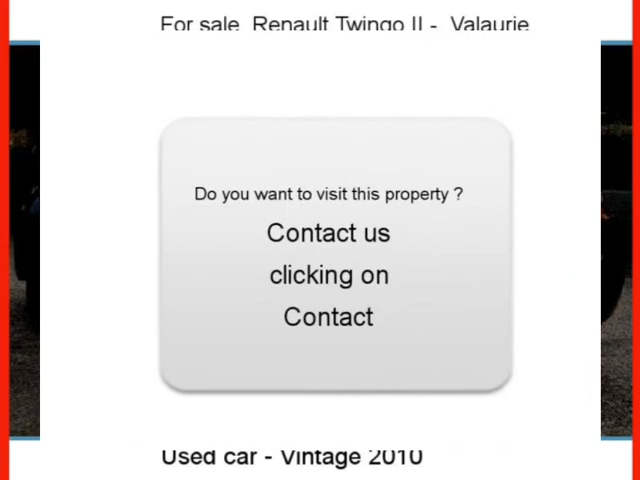 For sale Renault Twingo II - Valaurie
Do you want to visit this property ?
Contact us
clicking on
Contact
Used car - Vintage 2010